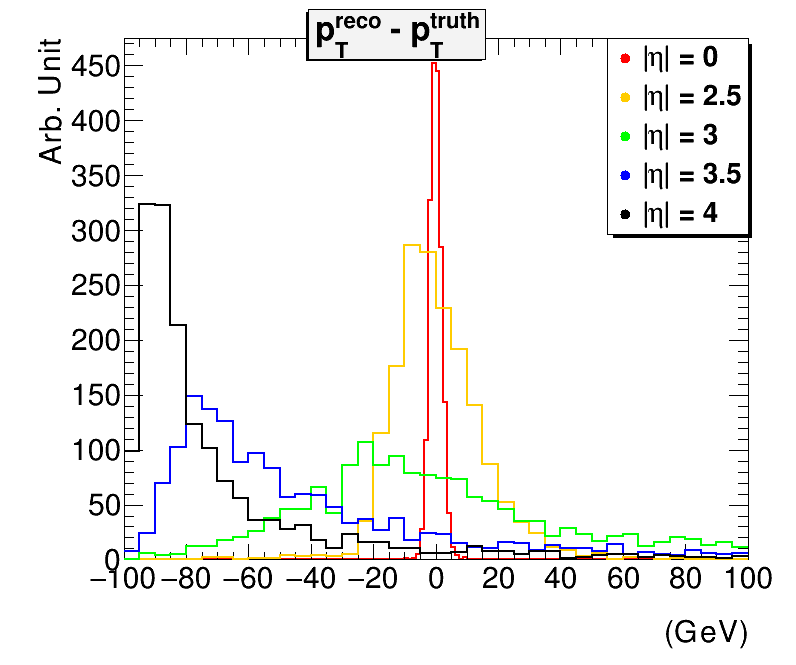 p_T^reco - p_T^truth
Arb. Unit
|η| = 0
|η| = 2.5
|η| = 3
|η| = 3.5
|η| = 4
450
400
350
300
250
200
150
100
50
0
−100 −80 −60 −40 −20 0 20 40 60 80 100
(GeV)